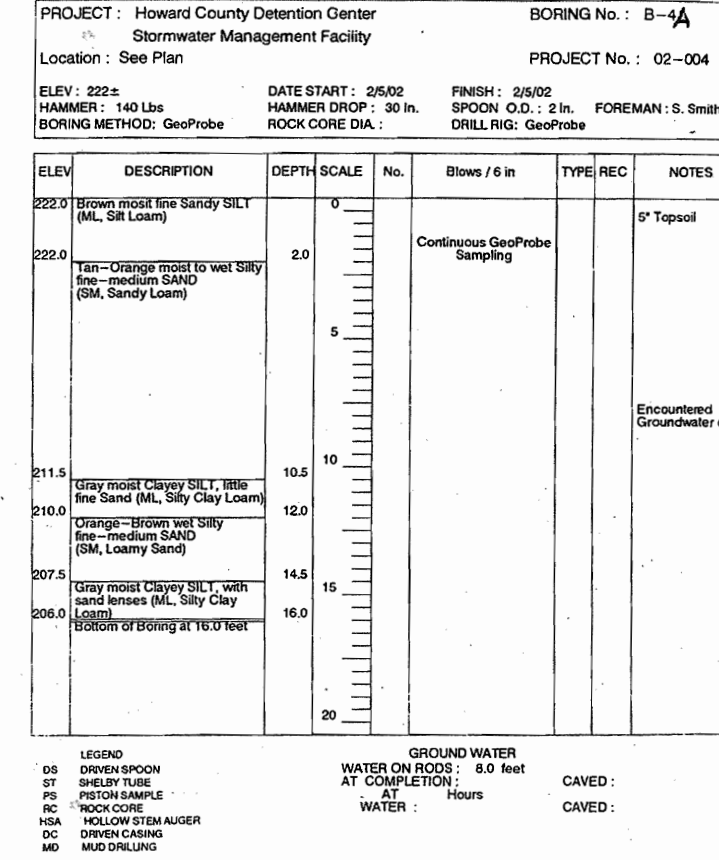 PROJECT : Howard County Detention Center BORING No. : B-4A
Stormwater Management Facility
Location : See Plan PROJECT No. : 02-004
ELEV : 222± DATE START : 2/5/02 FINISH : 2/5/02
HAMMER : 140 Lbs HAMMER DROP : 30 In. SPOON O.D. : 2 In. FOREMAN : S. Smith
BORING METHOD: GeoProbe ROCK CORE DIA. : DRILL RIG: GeoProbe
ELEV DESCRIPTION DEPTH SCALE No. Blows / 6 in TYPE REC NOTES
222.0 Brown mosit fine Sandy SILT 0
(ML, Silt Loam) 5" Topsoil
Continuous GeoProbe
222.0 2.0 Sampling
Tan-Orange moist to wet Silty
fine-medium SAND
(SM, Sandy Loam)
5
Encountered
Groundwater
10
211.5 10.5
Gray moist Clayey SILT, little
fine Sand (ML, Silty Clay Loam)
210.0 12.0
Orange-Brown wet Silty
fine-medium SAND
(SM, Loamy Sand)
207.5 14.5
Gray moist Clayey SILT, with 15
sand lenses (ML, Silty Clay
206.0 Loam) 16.0
Bottom of Boring at 16.0 feet
20
LEGEND GROUND WATER
DS DRIVEN SPOON WATER ON RODS : 8.0 feet
ST SHELBY TUBE AT COMPLETION : CAVED :
PS PISTON SAMPLE AT Hours
RC ROCK CORE WATER : CAVED :
HSA HOLLOW STEM AUGER
DC DRIVEN CASING
MD MUD DRILLING